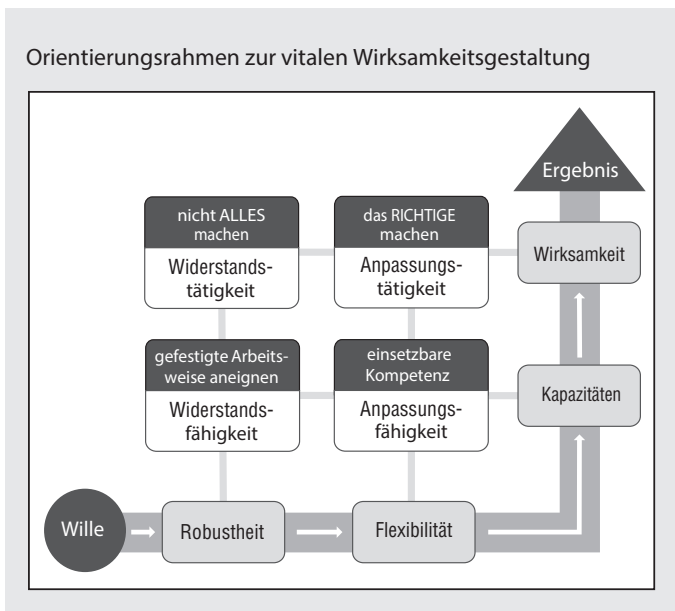 Orientierungsrahmen zur vitalen Wirksamkeitsgestaltung
Ergebnis
nicht ALLES
machen
Widerstands-
tätigkeit
das RICHTIGE
machen
Anpassungs-
tätigkeit
Wirksamkeit
gefestigte Arbeits-
weise aneignen
Widerstands-
fähigkeit
einsetzbare
Kompetenz
Anpassungs-
fähigkeit
Kapazitäten
Wille
Robustheit
Flexibilität